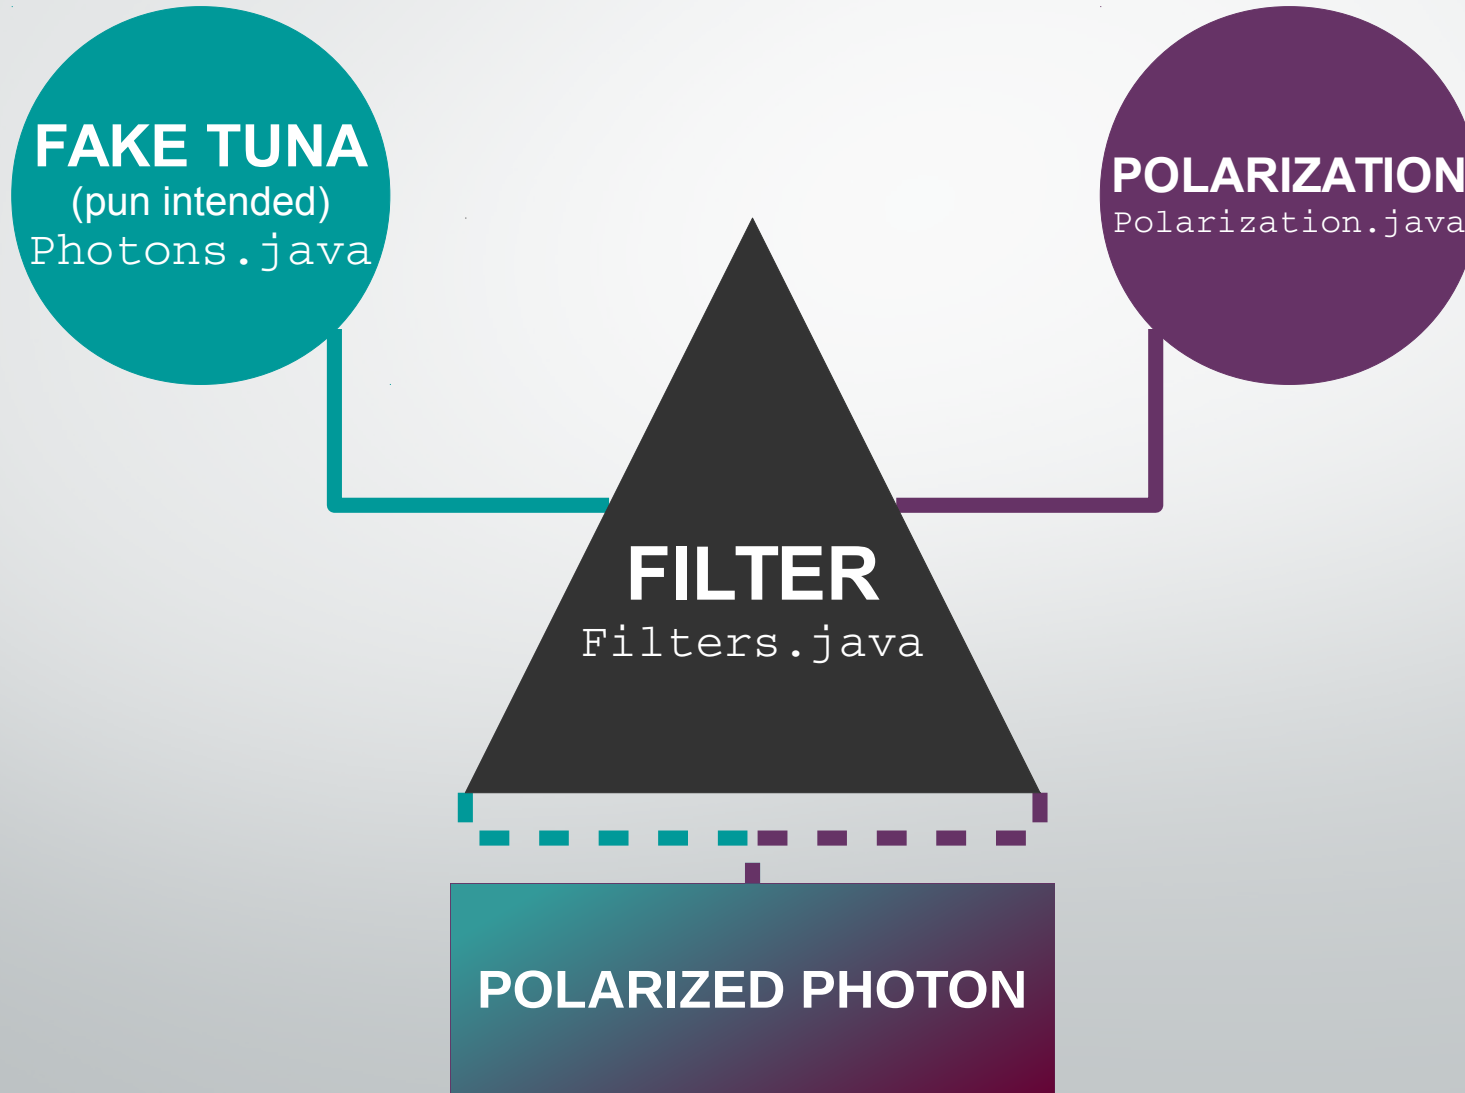 FAKE TUNA
(pun intended)
Photons.java
POLARIZATION
Polarization.java
FILTER
Filters.java
POLARIZED PHOTON